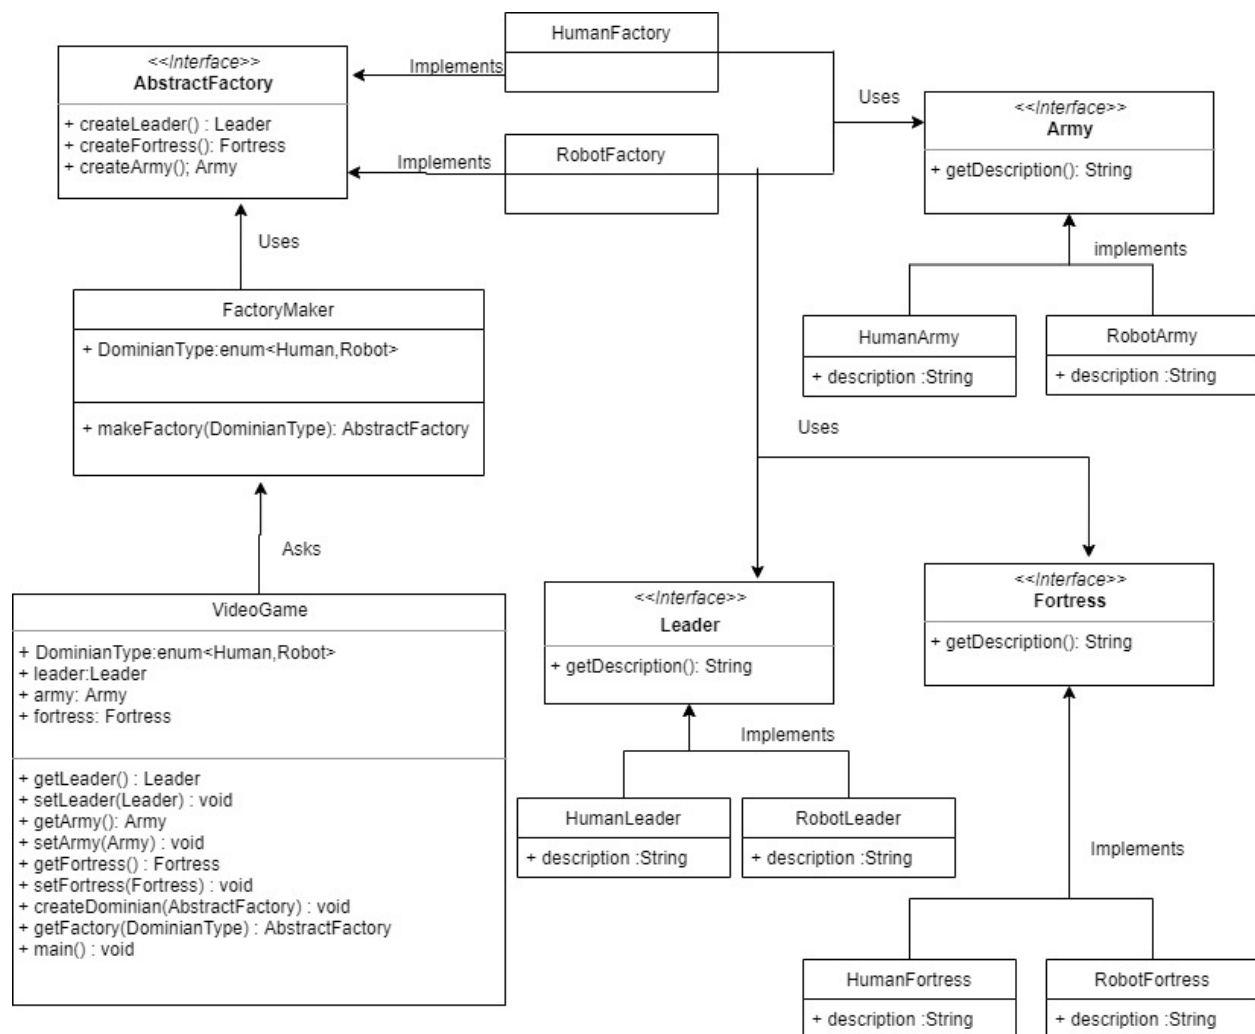 HumanFactory
<<Interface>>
AbstractFactory
+ createLeader() : Leader
+ createFortress(): Fortress
+ createArmy(); Army
Implements
RobotFactory
Implements
Uses
<<Interface>>
Army
+ getDescription(): String
implements
HumanArmy
+ description :String
RobotArmy
+ description :String
Uses
FactoryMaker
+ DominianType:enum<Human,Robot>
+ makeFactory(DominianType): AbstractFactory
Asks
Uses
VideoGame
+ DominianType:enum<Human,Robot>
+ leader:Leader
+ army: Army
+ fortress: Fortress
+ getLeader() : Leader
+ setLeader(Leader) : void
+ getArmy(): Army
+ setArmy(Army) : void
+ getFortress() : Fortress
+ setFortress(Fortress) : void
+ createDominian(AbstractFactory) : void
+ getFactory(DominianType) : AbstractFactory
+ main() : void
<<Interface>>
Leader
+ getDescription(): String
Implements
HumanLeader
+ description :String
RobotLeader
+ description :String
<<Interface>>
Fortress
+ getDescription(): String
Implements
HumanFortress
+ description :String
RobotFortress
+ description :String